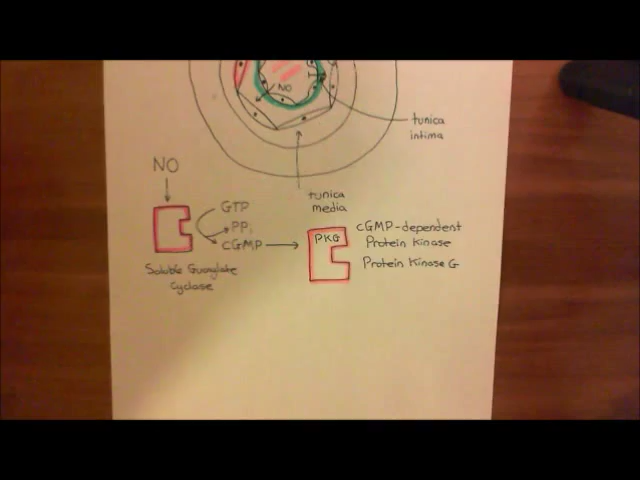 NO
tunica
intima
tunica
media
NO
GTP
PPi
cGMP
Soluble Guanylate
Cyclase
PKG
cGMP-dependent
Protein Kinase
Protein Kinase G